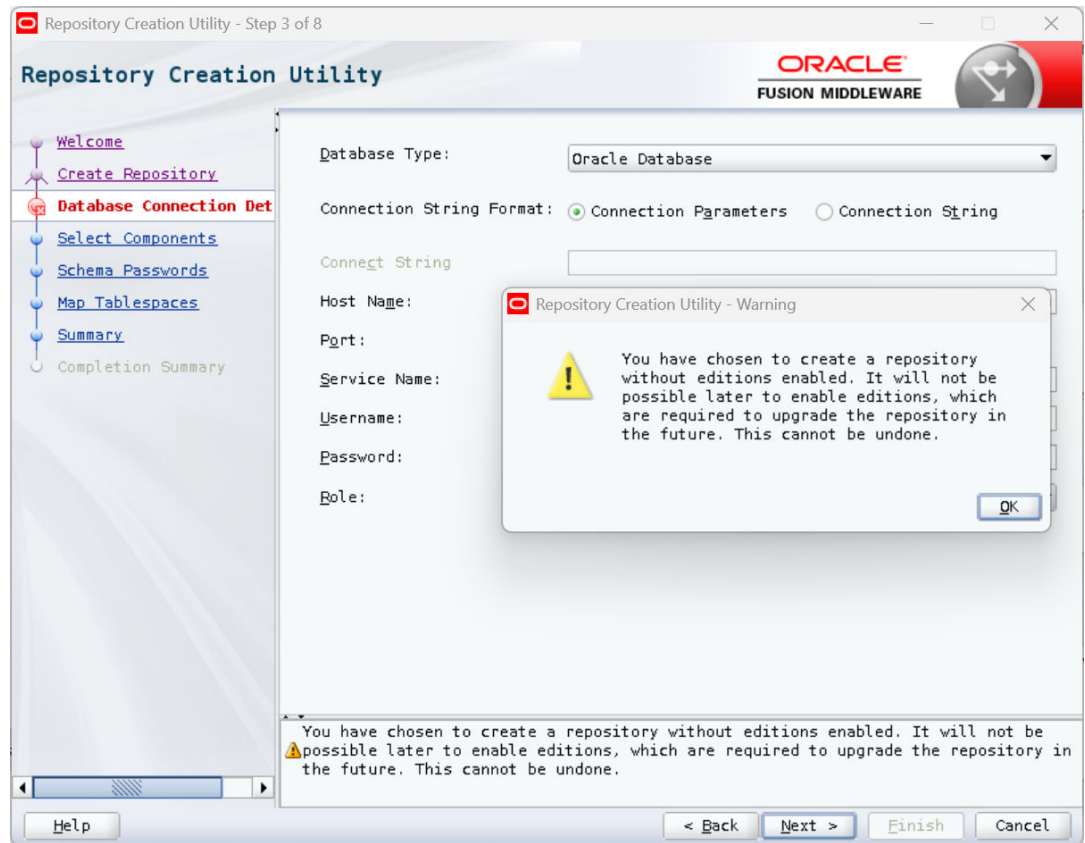 Repository Creation Utility - Step 3 of 8
Repository Creation Utility
ORACLE
FUSION MIDDLEWARE
Welcome
Create Repository
Database Connection Det
Select Components
Schema Passwords
Map Tablespaces
Summary
Completion Summary
Database Type:
Oracle Database
Connection String Format:
Connection Parameters
Connection String
Connect String
Host Name:
Port:
Service Name:
Username:
Password:
Role:
Repository Creation Utility - Warning
You have chosen to create a repository
without editions enabled. It will not be
possible later to enable editions, which
are required to upgrade the repository in
the future. This cannot be undone.
OK
You have chosen to create a repository without editions enabled. It will not be
possible later to enable editions, which are required to upgrade the repository in
the future. This cannot be undone.
Help
< Back
Next >
Finish
Cancel